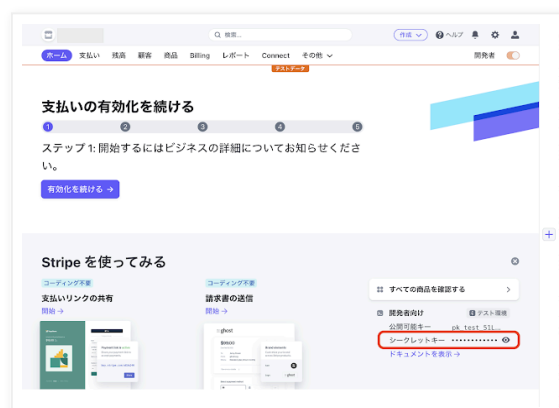 検索...
作成
ヘルプ
ホーム 支払い 残高 顧客 商品 Billing レポート Connect その他
開発者
テストデータ
支払いの有効化を続ける
1 2 3 4 5
ステップ 1: 開始するにはビジネスの詳細についてお知らせくださ
い。
有効化を続ける →
Stripe を使ってみる
コーディング不要
支払いリンクの共有
開始 →
コーディング不要
請求書の送信
開始 →
ghost
ghost
すべての商品を確認する
開発者向け
テスト環境
公開可能キー pk_test_51L...
シークレットキー ••••••••••••
ドキュメントを表示 →